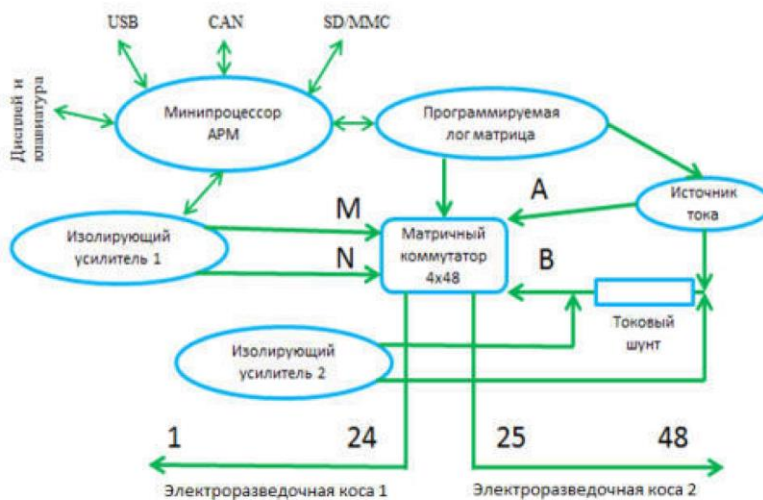 USB
CAN
SD/MMC
Дисплей и
клавиатура
Минипроцессор
АРМ
Программируемая
лог матрица
Источник
тока
Изолирующий
усилитель 1
M
N
Матричный
коммутатор
4x48
A
B
Токовый
шунт
Изолирующий
усилитель 2
1
24
25
48
Электроразведочная коса 1
Электроразведочная коса 2